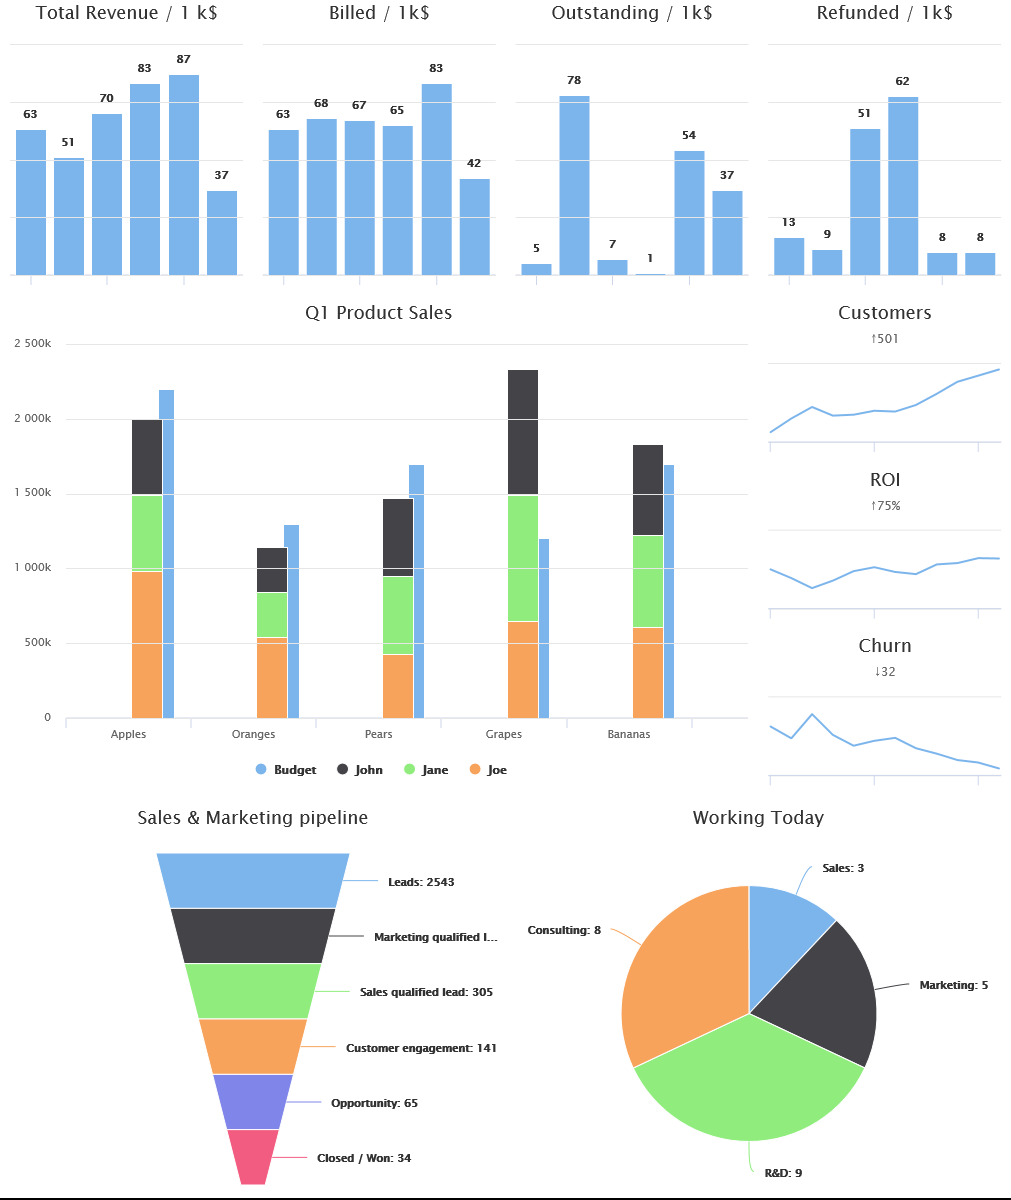 Total Revenue / 1 k$
Billed / 1k$
Outstanding / 1k$
Refunded / 1k$
63
51
70
83
87
37
63
68
67
65
83
42
5
78
7
1
54
37
13
9
51
62
8
8
Q1 Product Sales
2 500k
2 000k
1 500k
1 000k
500k
0
Apples
Oranges
Pears
Grapes
Bananas
Budget
John
Jane
Joe
Customers
↑501
ROI
↑75%
Churn
↓32
Sales & Marketing pipeline
Leads: 2543
Marketing qualified l...
Sales qualified lead: 305
Customer engagement: 141
Opportunity: 65
Closed / Won: 34
Working Today
Sales: 3
Consulting: 8
Marketing: 5
R&D: 9